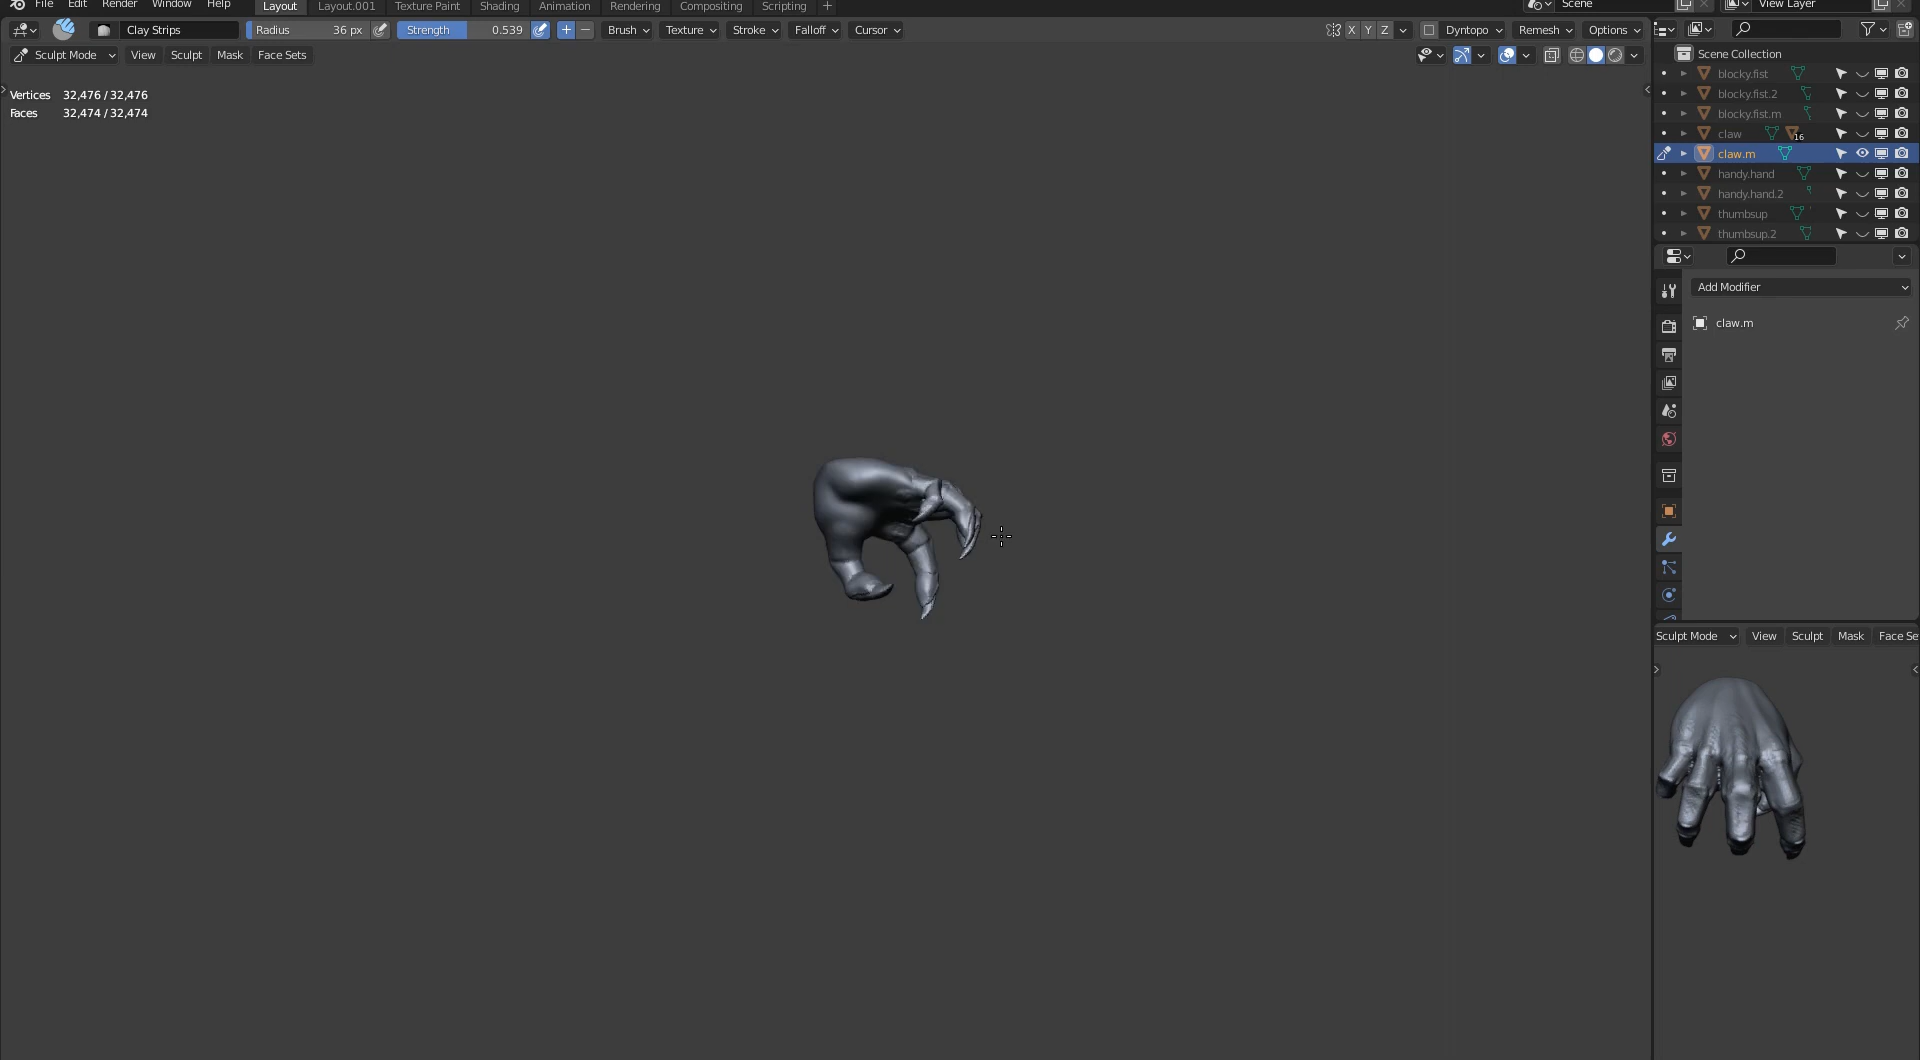 File Edit Render Window Help Layout Layout.001 Texture Paint Shading Animation Rendering Compositing Scripting + Scene View Layer
Clay Strips Radius 36 px Strength 0.539 + − Brush Texture Stroke Falloff Cursor X Y Z Dyntopo Remesh Options
Sculpt Mode View Sculpt Mask Face Sets
Scene Collection
blocky.fist
blocky.fist.2
blocky.fist.m
claw 16
claw.m
handy.hand
handy.hand.2
thumbsup
thumbsup.2
Vertices 32,476 / 32,476
Faces 32,474 / 32,474
Add Modifier
claw.m
Sculpt Mode View Sculpt Mask Face Se